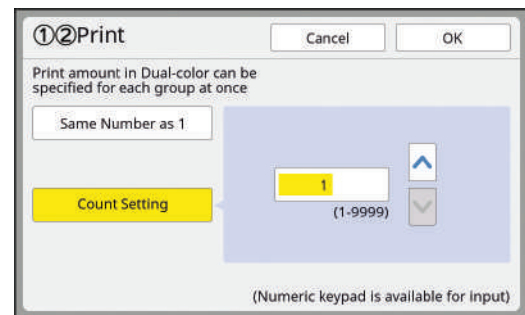 ①②Print
Cancel
OK
Print amount in Dual-color can be
specified for each group at once
Same Number as 1
Count Setting
1
(1-9999)
(Numeric keypad is available for input)